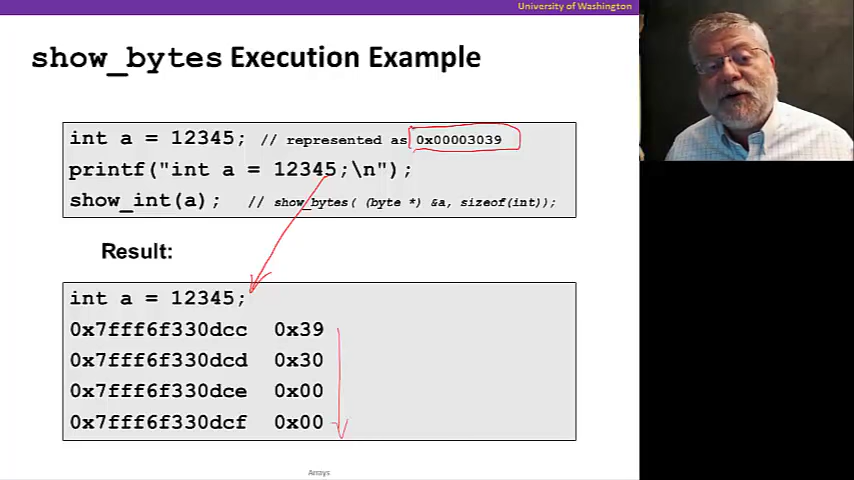 University of Washington
show_bytes Execution Example
int a = 12345; // represented as 0x00003039
printf("int a = 12345;\n");
show_int(a); // show_bytes( (byte *) &a, sizeof(int));
Result:
int a = 12345;
0x7fff6f330dcc 0x39
0x7fff6f330dcd 0x30
0x7fff6f330dce 0x00
0x7fff6f330dcf 0x00
Arrays